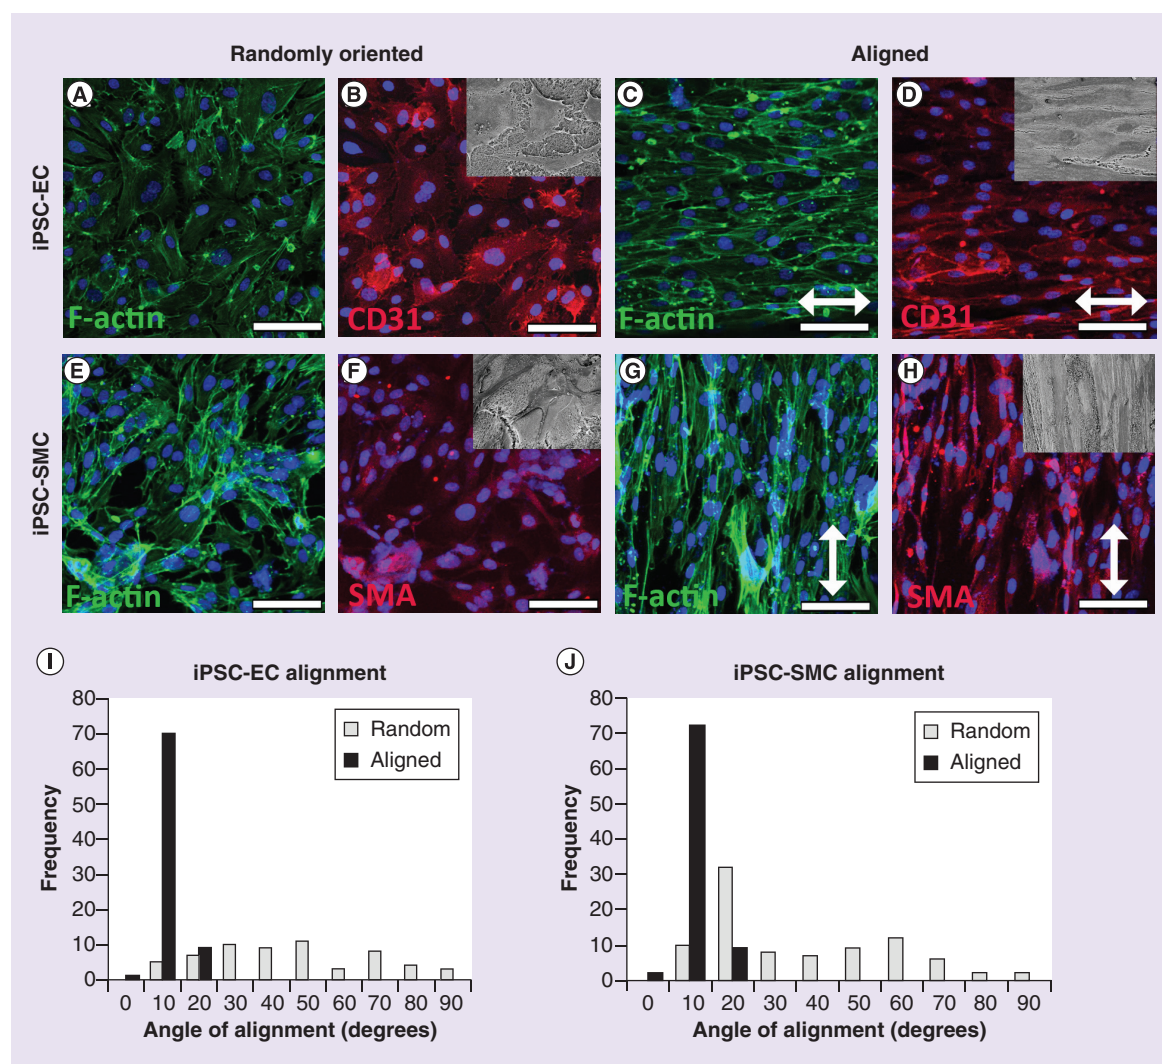 Randomly oriented
Aligned
iPSC-EC
A
F-actin
B
CD31
C
F-actin
D
CD31
iPSC-SMC
E
F-actin
F
SMA
G
F-actin
H
SMA
I
iPSC-EC alignment
80
70
60
50
40
30
20
10
0
Frequency
Random
Aligned
0 10 20 30 40 50 60 70 80 90
Angle of alignment (degrees)
J
iPSC-SMC alignment
80
70
60
50
40
30
20
10
0
Frequency
Random
Aligned
0 10 20 30 40 50 60 70 80 90
Angle of alignment (degrees)